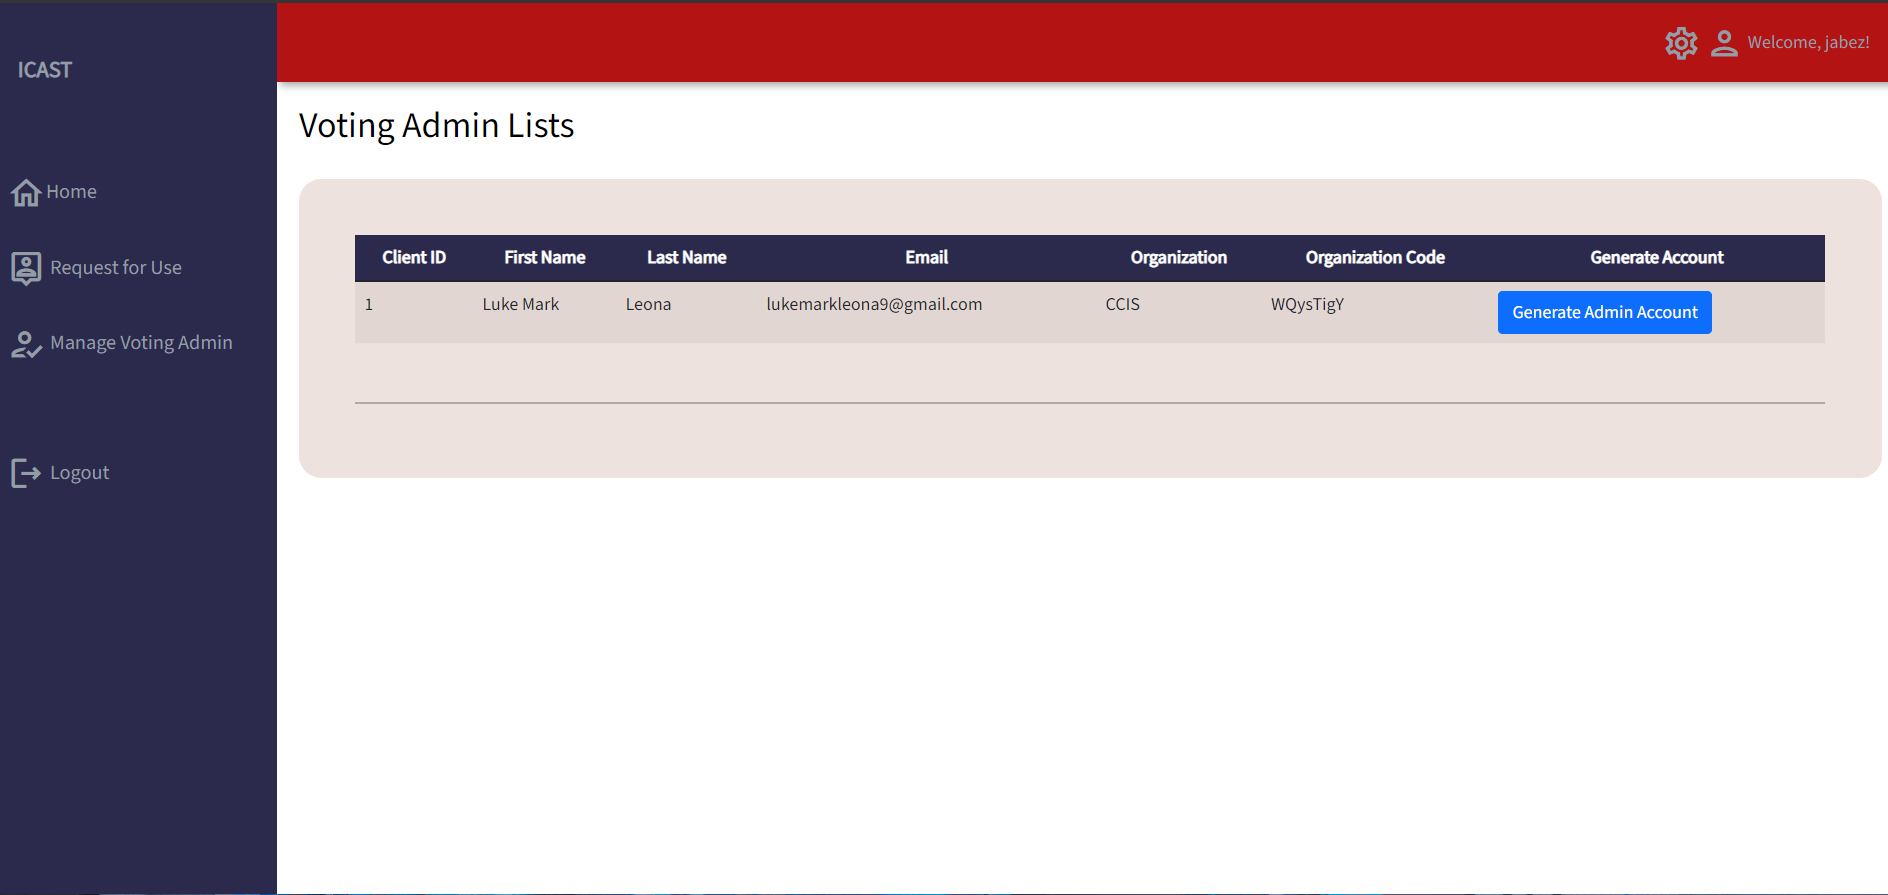 ICAST
Welcome, jabez!
Home
Request for Use
Manage Voting Admin
Logout
Voting Admin Lists
Client ID First Name Last Name Email Organization Organization Code Generate Account
1 Luke Mark Leona lukemarkleona9@gmail.com CCIS WQysTigY Generate Admin Account